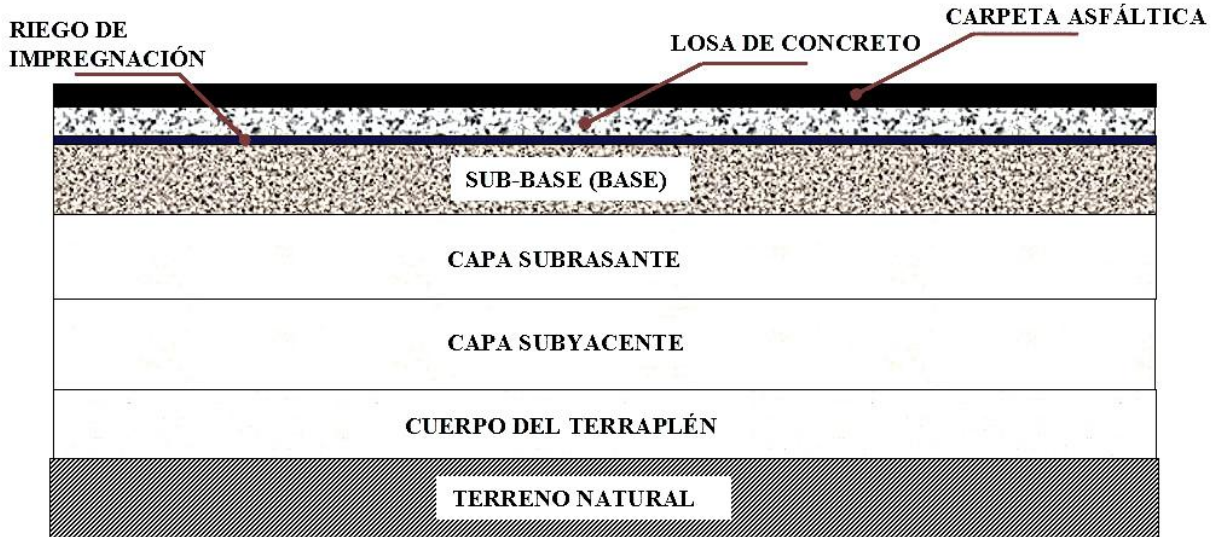 RIEGO DE
IMPREGNACIÓN
LOSA DE CONCRETO
CARPETA ASFÁLTICA
SUB-BASE (BASE)
CAPA SUBRASANTE
CAPA SUBYACENTE
CUERPO DEL TERRAPLÉN
TERRENO NATURAL